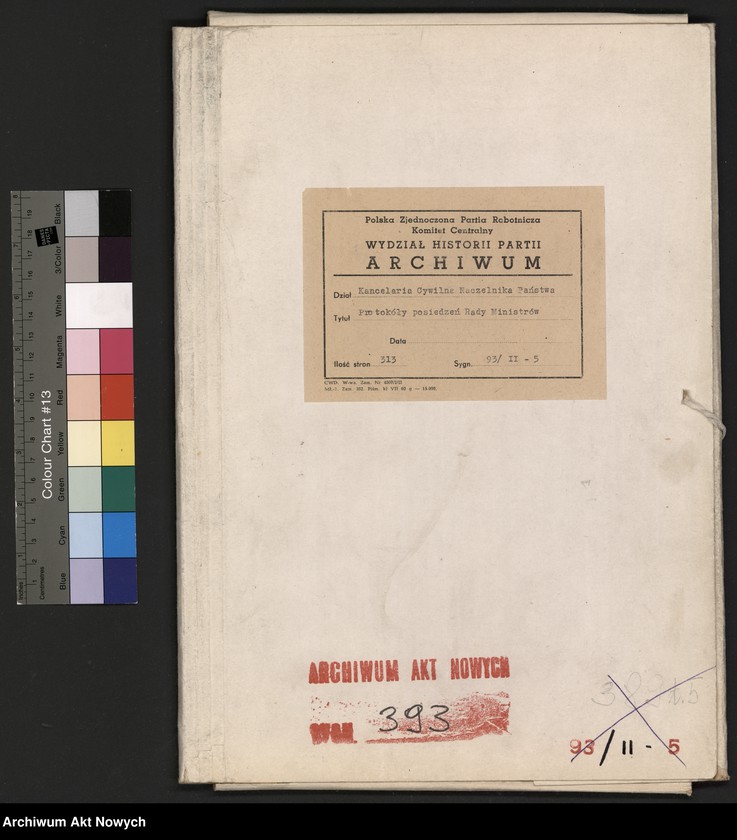 Polska Zjednoczona Partia Robotnicza
Komitet Centralny
WYDZIAŁ HISTORII PARTII
ARCHIWUM
Dział Kancelaria Cywilna Naczelnika Państwa
Tytuł Protokóły posiedzeń Rady Ministrów
Data
Ilość stron 313 Sygn. 93/ II - 5
ARCHIWUM AKT NOWYCH
393
93/II - 5
Colour Chart #13
Blue
Cyan
Green
Yellow
Red
Magenta
White
3/Color
Black
Inches
Centimetres
Archiwum Akt Nowych